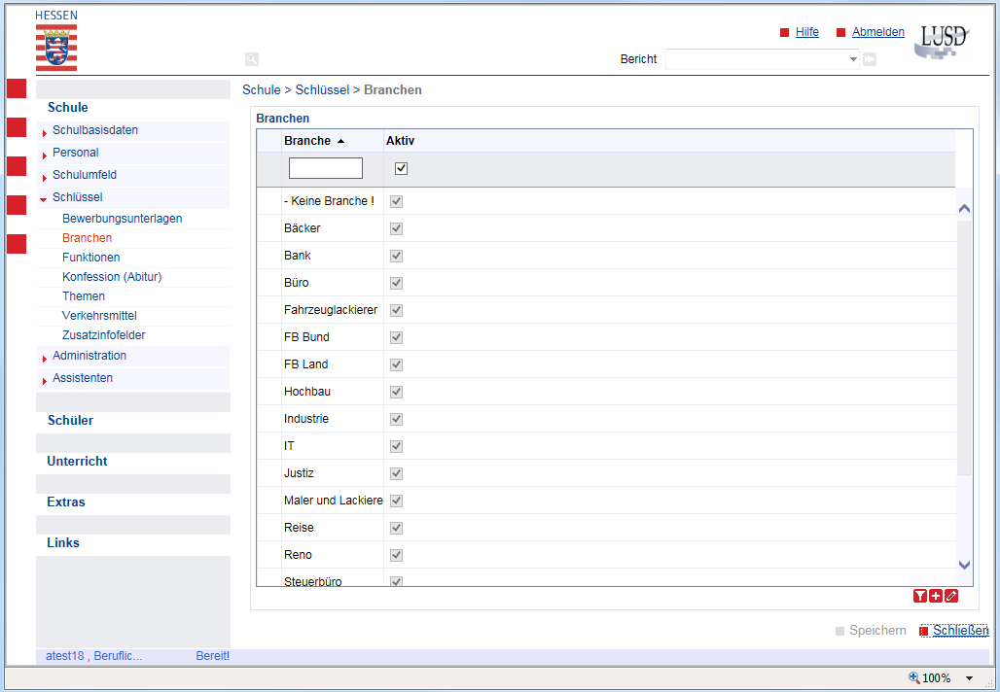 HESSEN
Hilfe
Abmelden
LUSD
Bericht
Schule > Schlüssel > Branchen
Schule
Schulbasisdaten
Personal
Schulumfeld
Schlüssel
Bewerbungsunterlagen
Branchen
Funktionen
Konfession (Abitur)
Themen
Verkehrsmittel
Zusatzinfofelder
Administration
Assistenten
Schüler
Unterricht
Extras
Links
atest18 , Beruflic...
Bereit!
Branchen
Branche Aktiv
- Keine Branche !
Bäcker
Bank
Büro
Fahrzeuglackierer
FB Bund
FB Land
Hochbau
Industrie
IT
Justiz
Maler und Lackiere
Reise
Reno
Steuerbüro
Speichern
Schließen
100%